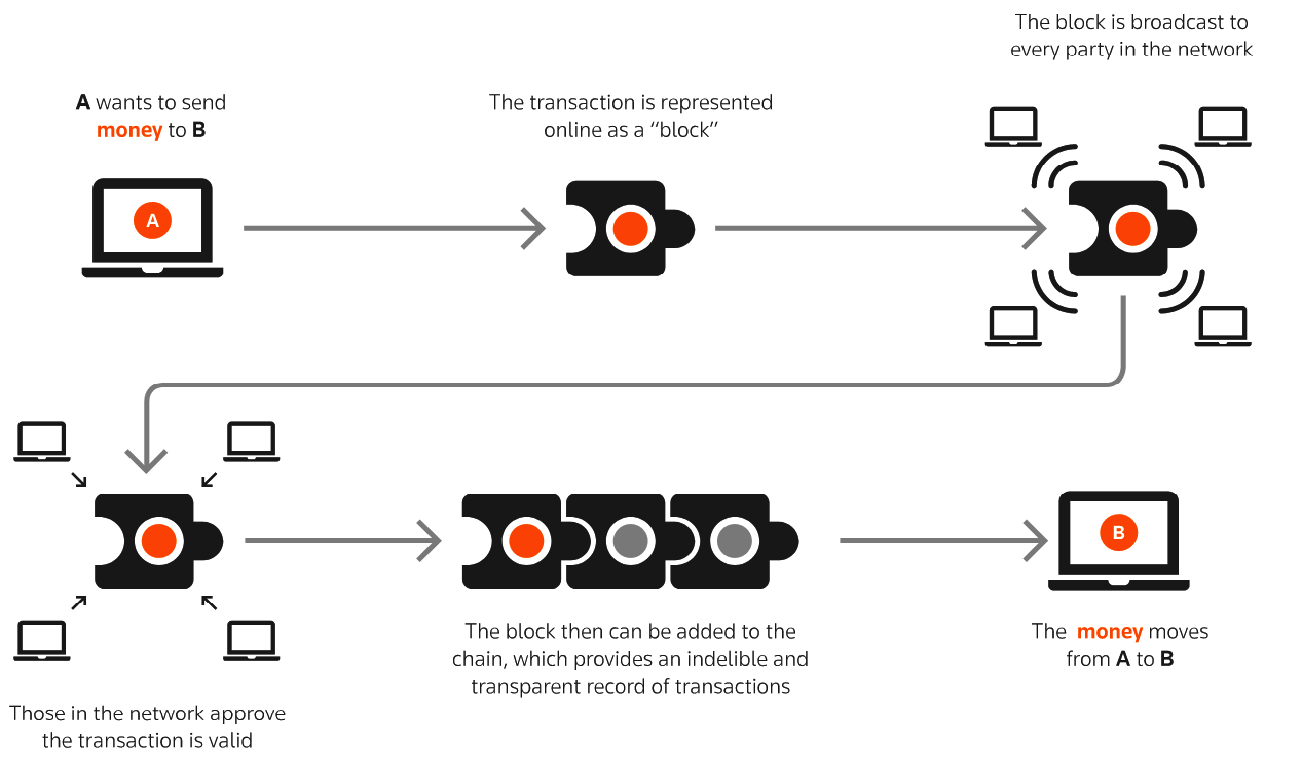 The block is broadcast to
every party in the network
A wants to send
money to B
The transaction is represented
online as a “block”
A
Those in the network approve
the transaction is valid
The block then can be added to the
chain, which provides an indelible and
transparent record of transactions
B
The money moves
from A to B